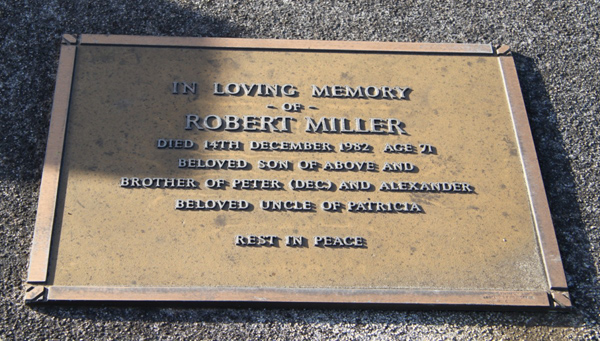 IN LOVING MEMORY
~ OF ~
ROBERT MILLER
DIED 14TH DECEMBER 1982 AGE 71
BELOVED SON OF ABOVE AND
BROTHER OF PETER (DEC) AND ALEXANDER
BELOVED UNCLE OF PATRICIA
REST IN PEACE